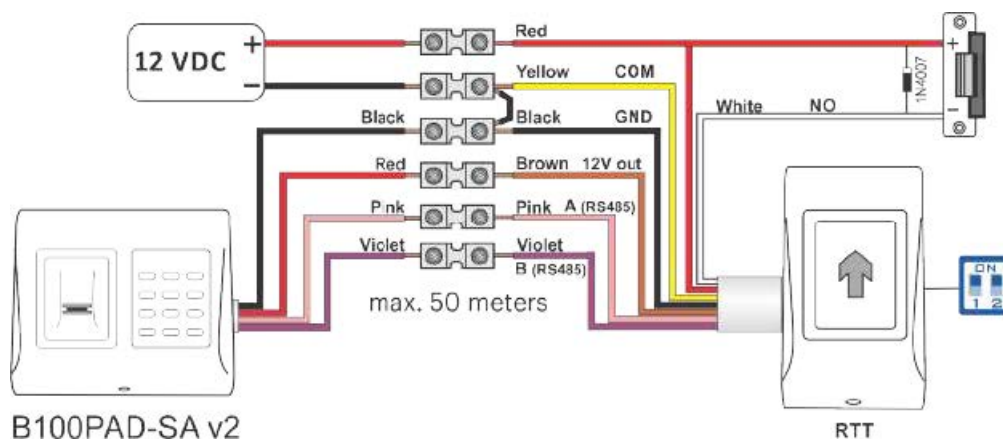 12 VDC
+
−
Red
Yellow COM
Black Black GND
Red Brown 12V out
Pink Pink A (RS485)
Violet Violet
B (RS485)
max. 50 meters
White NO
1N4007
+
−
ON
1 2
B100PAD-SA v2
RTT